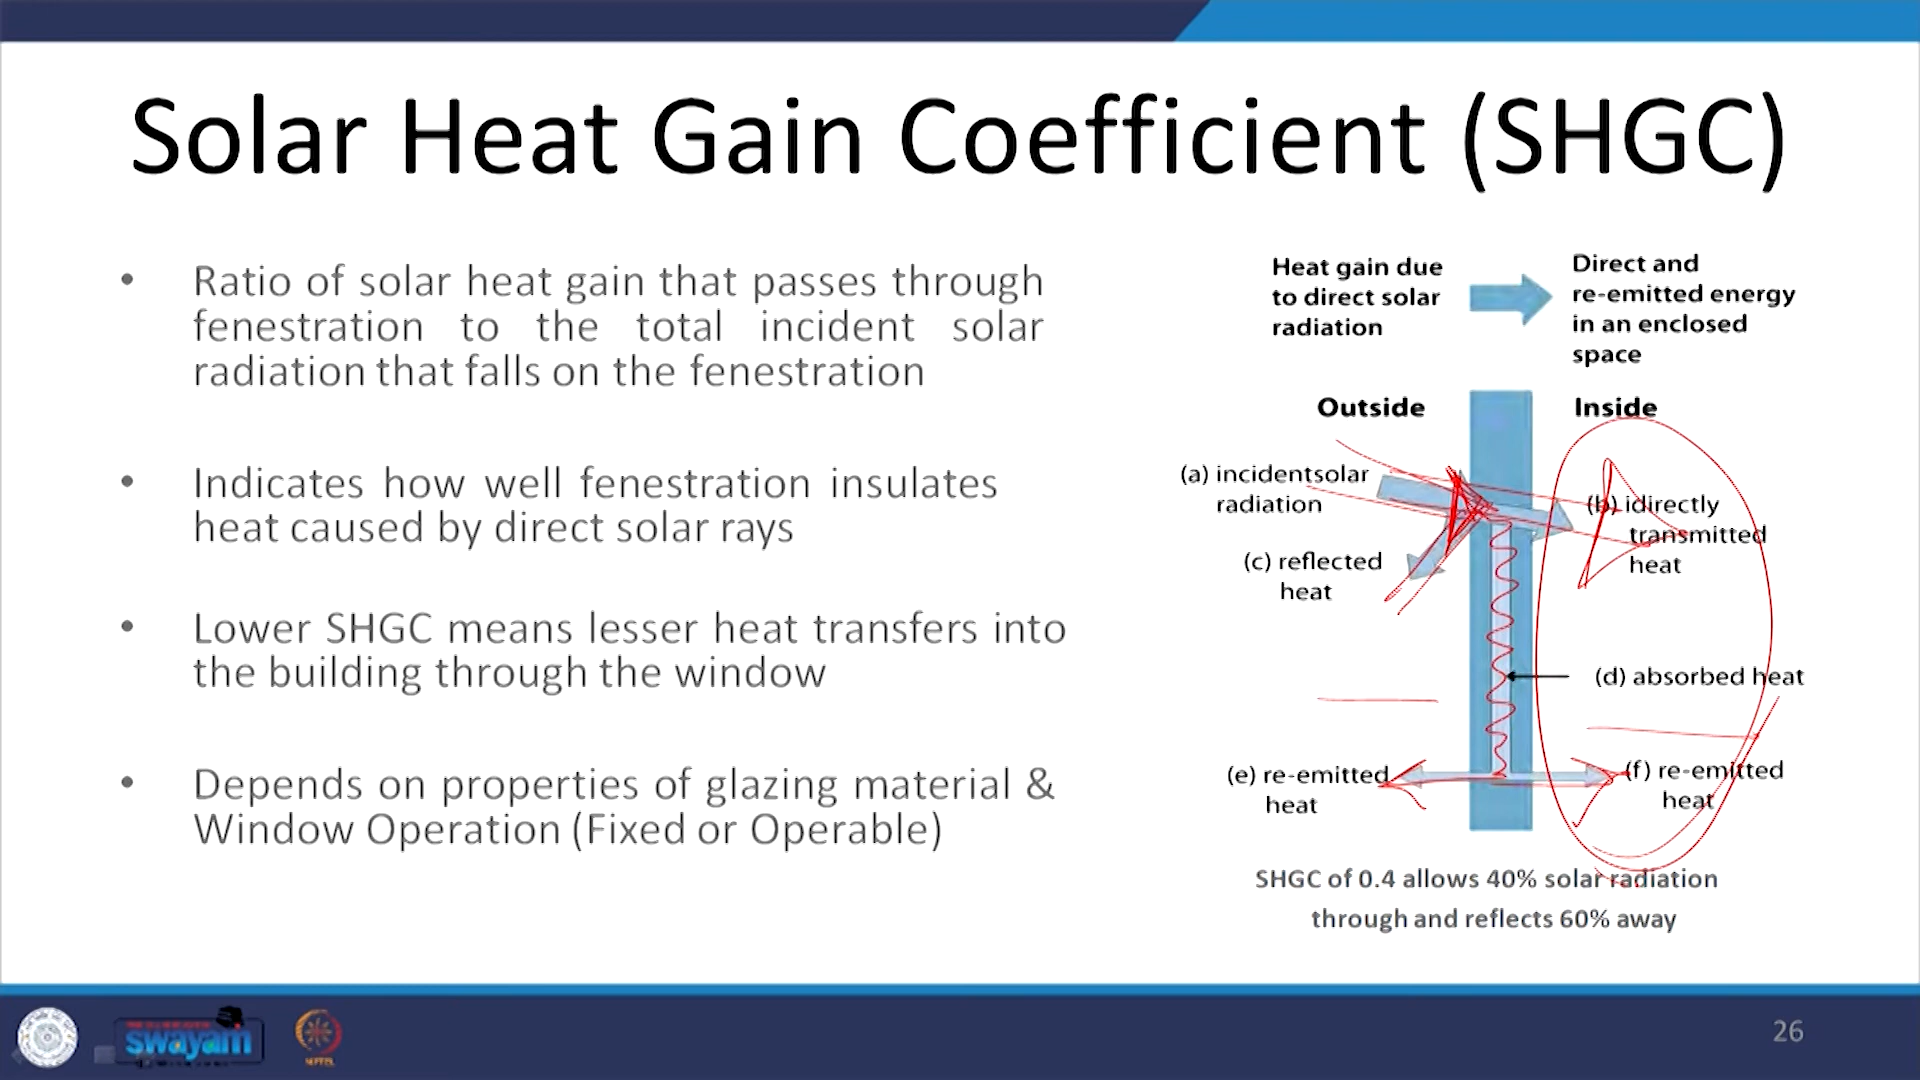 Solar Heat Gain Coefficient (SHGC)
• Ratio of solar heat gain that passes through
fenestration to the total incident solar
radiation that falls on the fenestration
• Indicates how well fenestration insulates
heat caused by direct solar rays
• Lower SHGC means lesser heat transfers into
the building through the window
• Depends on properties of glazing material &
Window Operation (Fixed or Operable)
Heat gain due
to direct solar
radiation
Direct and
re-emitted energy
in an enclosed
space
Outside
Inside
(a) incidentsolar
radiation
(b) idirectly
transmitted
heat
(c) reflected
heat
(d) absorbed heat
(e) re-emitted
heat
(f) re-emitted
heat
SHGC of 0.4 allows 40% solar radiation
through and reflects 60% away
swayam
26